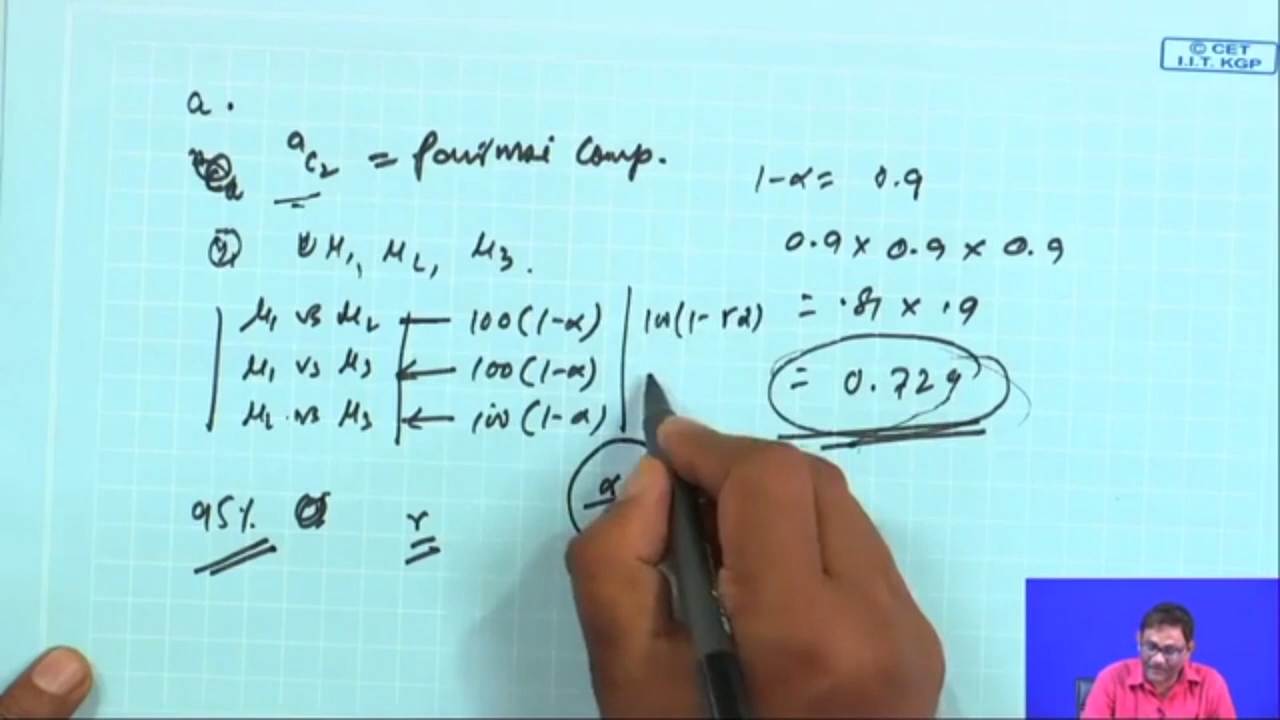 © CET
I.I.T. KGP
a .
aC₂ = Pairwise Comp.
1-α = 0.9
μ₁, μ₂, μ₃.
0.9 x 0.9 x 0.9
μ₁ vs μ₂ ← 100(1-α) 100(1-rα)
= .81 x .9
μ₁ vs μ₃ ← 100(1-α)
= 0.729
μ₂ vs μ₃ ← 100(1-α)
95% r
α